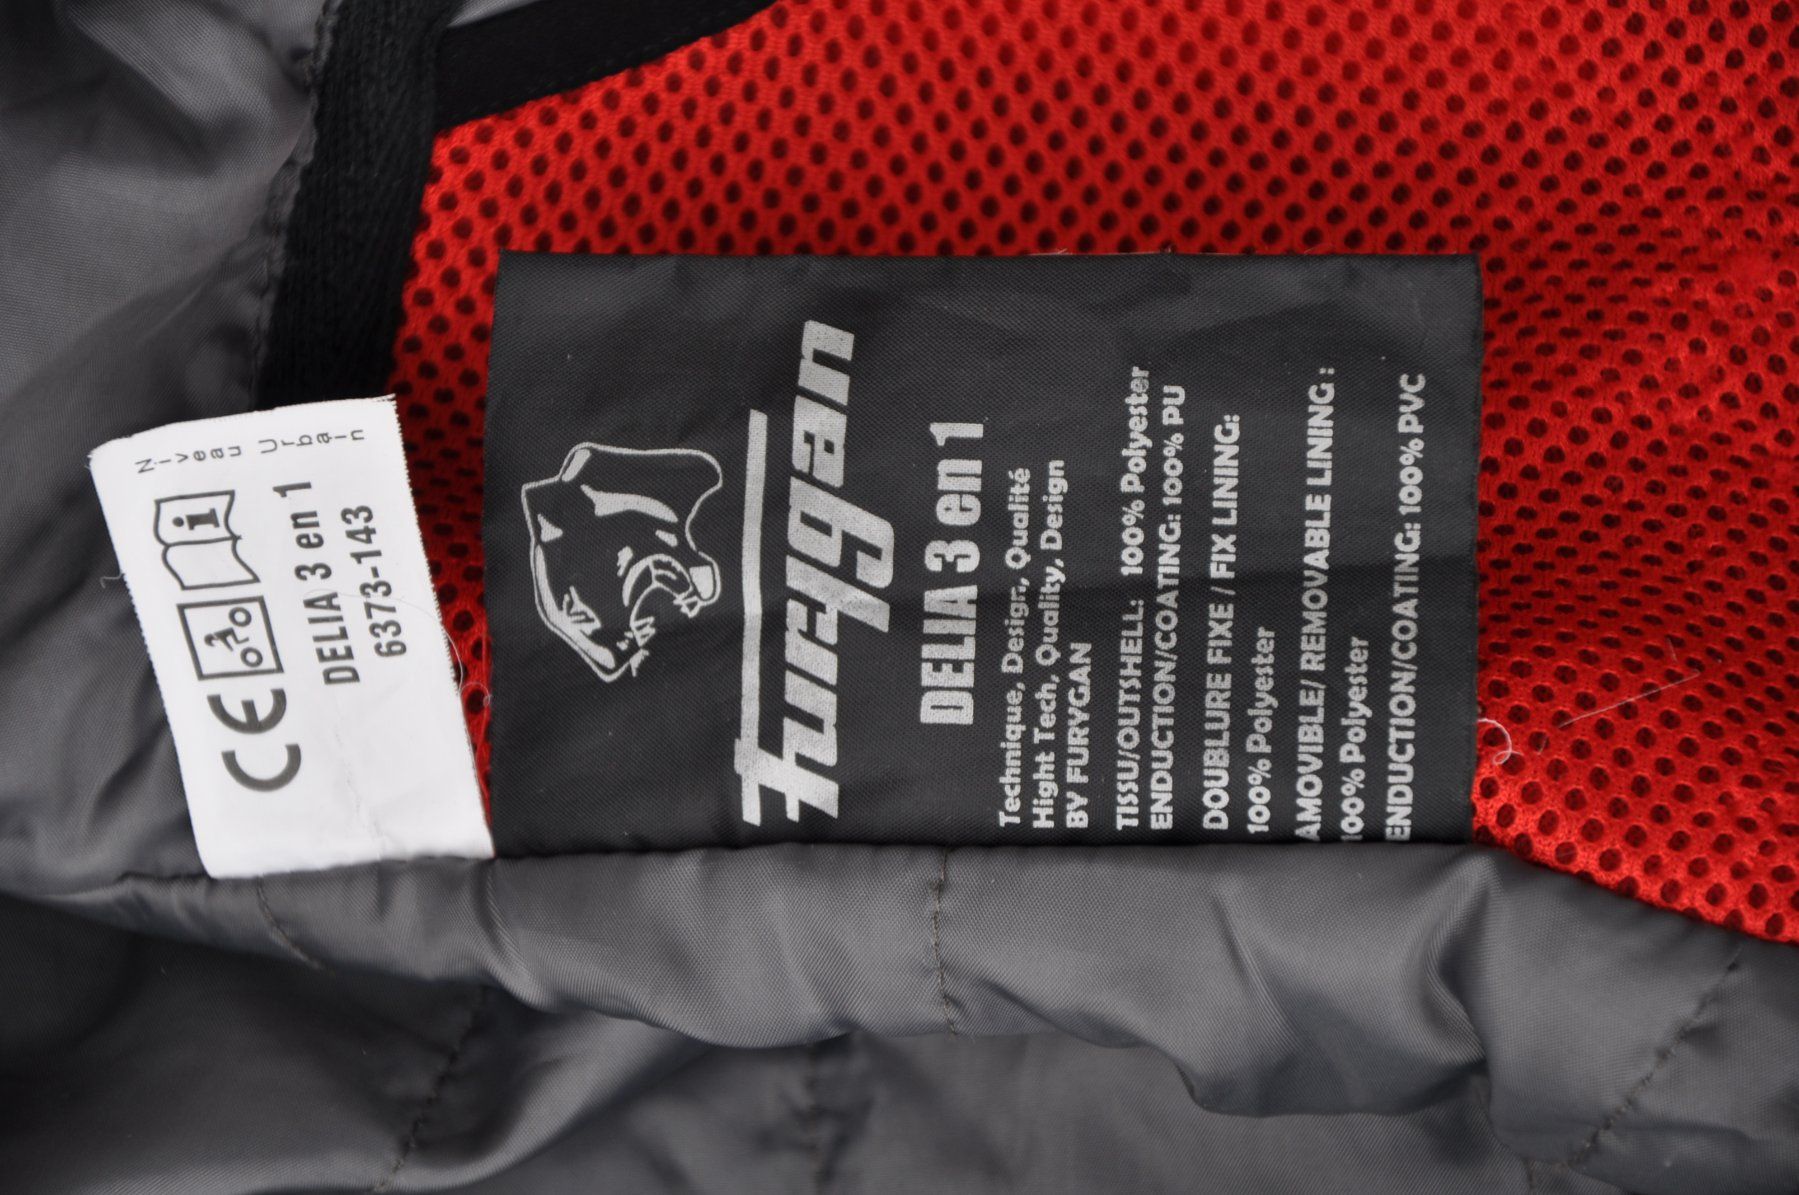 Niveau Urbain
CE
i
DELIA 3 en 1
6373-143
Furygan
DELIA 3 en 1
Technique, Design, Qualité
Hight Tech, Quality, Design
BY FURYGAN
TISSU/OUTSHELL: 100% Polyester
ENDUCTION/COATING: 100% PU
DOUBLURE FIXE / FIX LINING:
100% Polyester
AMOVIBLE/ REMOVABLE LINING :
100% Polyester
ENDUCTION/COATING: 100% PVC